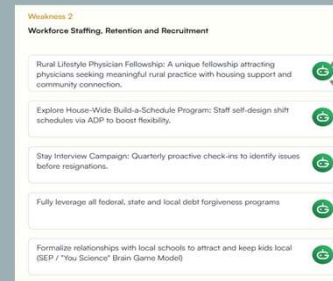 Weakness 2
Workforce Staffing, Retention and Recruitment
Rural Lifestyle Physician Fellowship: A unique fellowship attracting
physicians seeking meaningful rural practice with housing support and
community connection.
Explore House-Wide Build-a-Schedule Program: Staff self-design shift
schedules via ADP to boost flexibility.
Stay Interview Campaign: Quarterly proactive check-ins to identify issues
before resignations.
Fully leverage all federal, state and local debt forgiveness programs
Formalize relationships with local schools to attract and keep kids local
(SEP / "You Science" Brain Game Model)